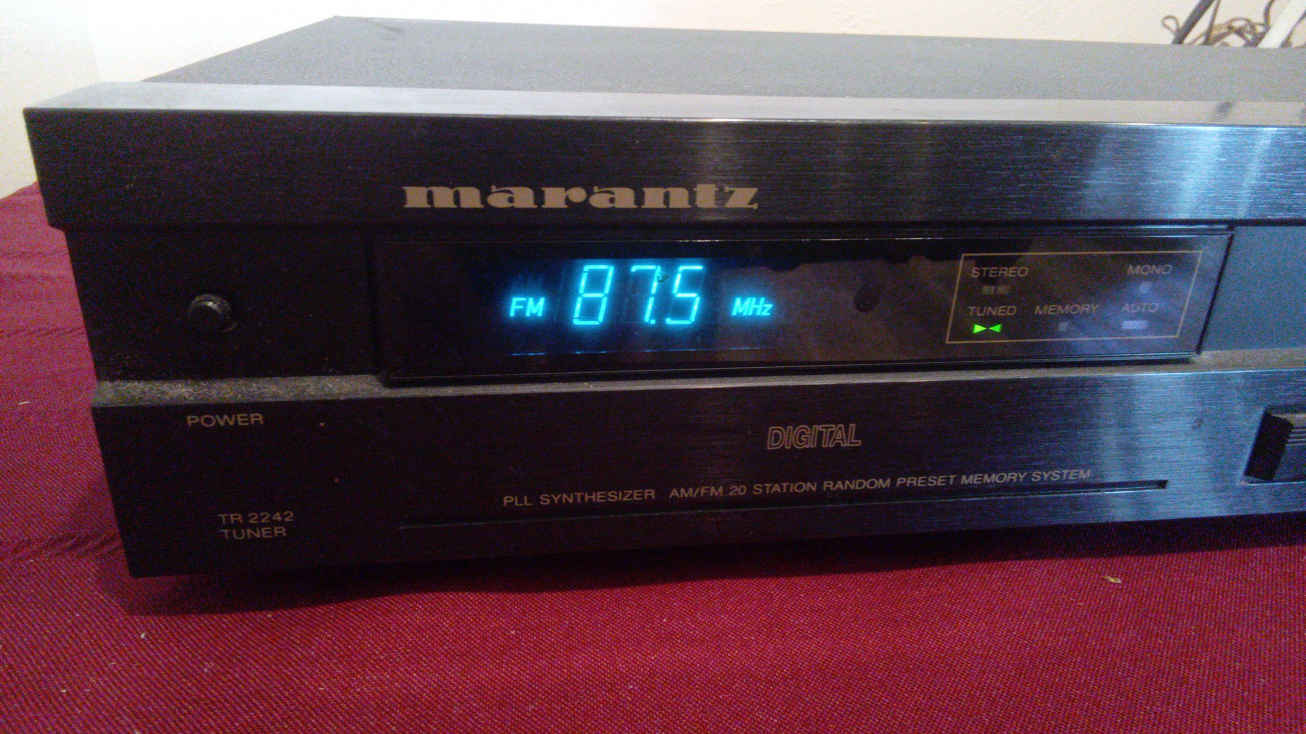 marantz
FM 87.5 MHz
STEREO MONO
TUNED MEMORY AUTO
POWER
DIGITAL
PLL SYNTHESIZER AM/FM 20 STATION RANDOM PRESET MEMORY SYSTEM
TR 2242
TUNER